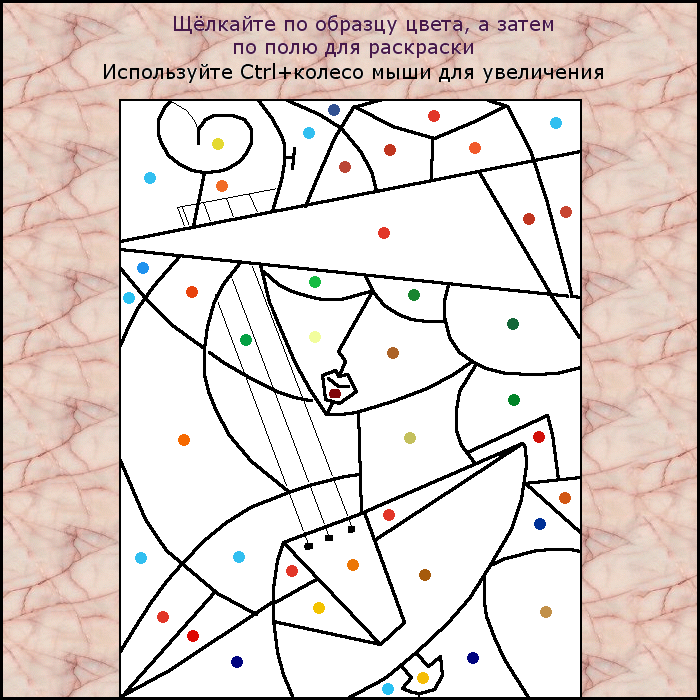 Щёлкайте по образцу цвета, а затем
по полю для раскраски
Используйте Ctrl+колесо мыши для увеличения